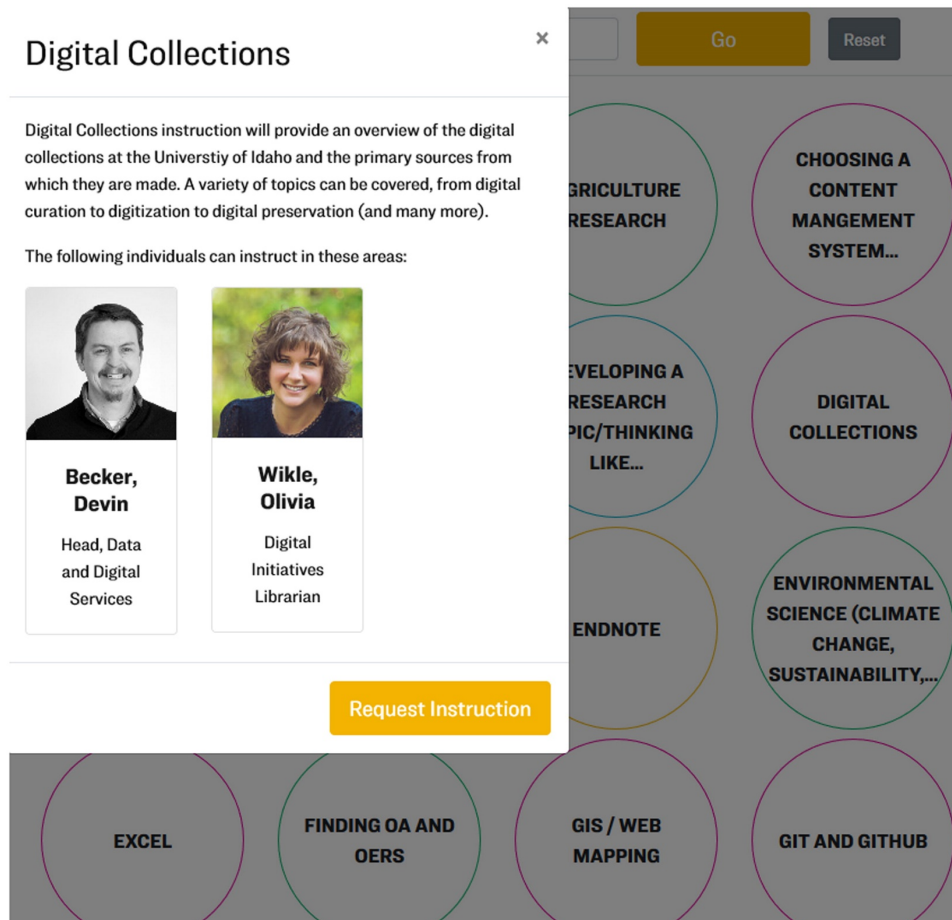 Digital Collections
×
Go
Reset
Digital Collections instruction will provide an overview of the digital
collections at the Universtiy of Idaho and the primary sources from
which they are made. A variety of topics can be covered, from digital
curation to digitization to digital preservation (and many more).
The following individuals can instruct in these areas:
Becker,
Devin
Head, Data
and Digital
Services
Wikle,
Olivia
Digital
Initiatives
Librarian
Request Instruction
GRICULTURE
RESEARCH
CHOOSING A
CONTENT
MANGEMENT
SYSTEM...
EVELOPING A
RESEARCH
PIC/THINKING
LIKE...
DIGITAL
COLLECTIONS
ENDNOTE
ENVIRONMENTAL
SCIENCE (CLIMATE
CHANGE,
SUSTAINABILITY,...
EXCEL
FINDING OA AND
OERS
GIS / WEB
MAPPING
GIT AND GITHUB